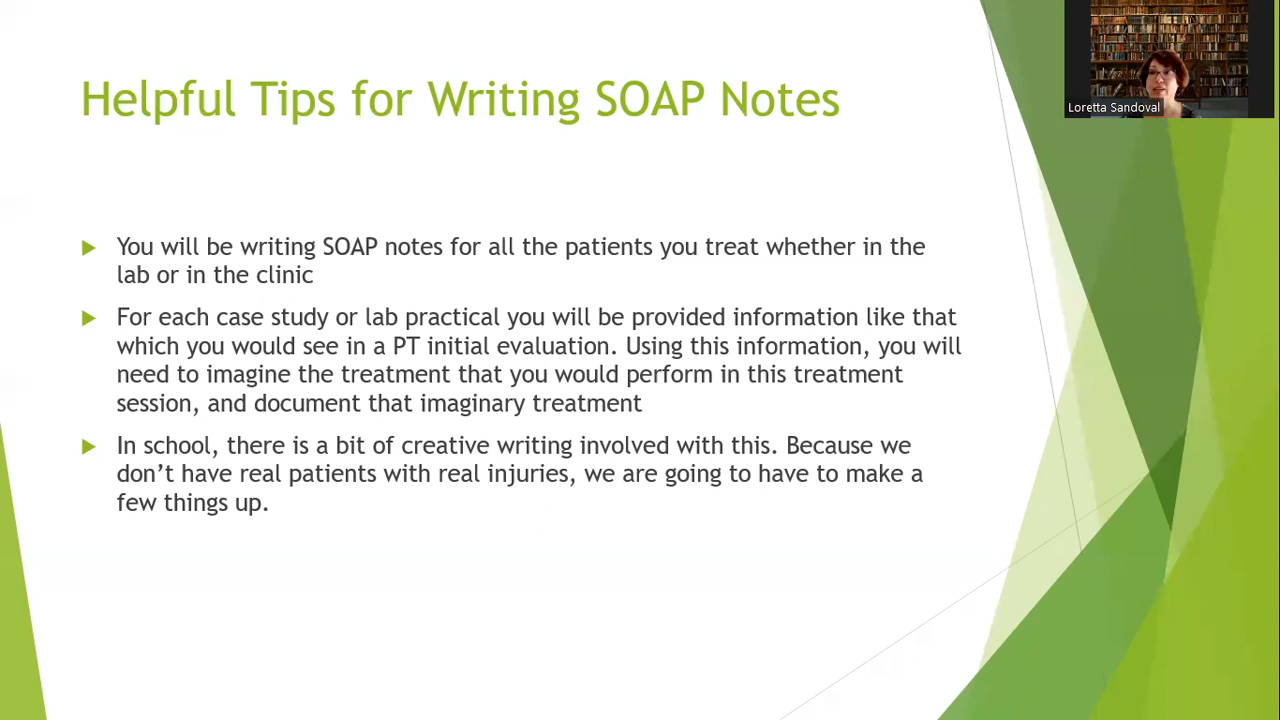 Helpful Tips for Writing SOAP Notes
Loretta Sandoval
You will be writing SOAP notes for all the patients you treat whether in the
lab or in the clinic
For each case study or lab practical you will be provided information like that
which you would see in a PT initial evaluation. Using this information, you will
need to imagine the treatment that you would perform in this treatment
session, and document that imaginary treatment
In school, there is a bit of creative writing involved with this. Because we
don’t have real patients with real injuries, we are going to have to make a
few things up.